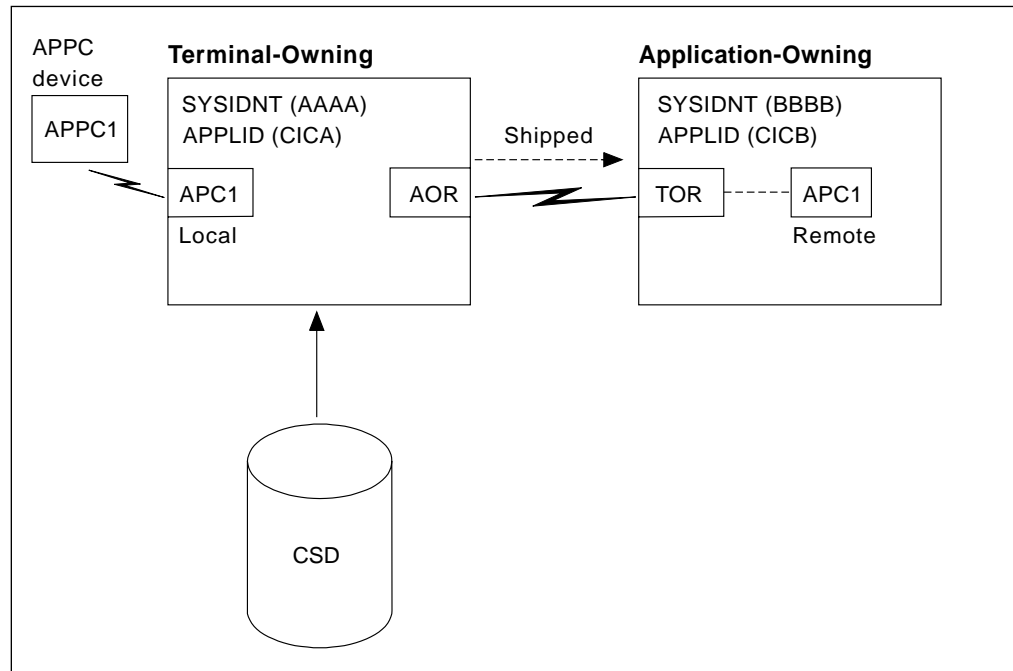 APPC
device
APPC1
Terminal-Owning
SYSIDNT (AAAA)
APPLID (CICA)
APC1
Local
AOR
Shipped
Application-Owning
SYSIDNT (BBBB)
APPLID (CICB)
TOR
APC1
Remote
CSD